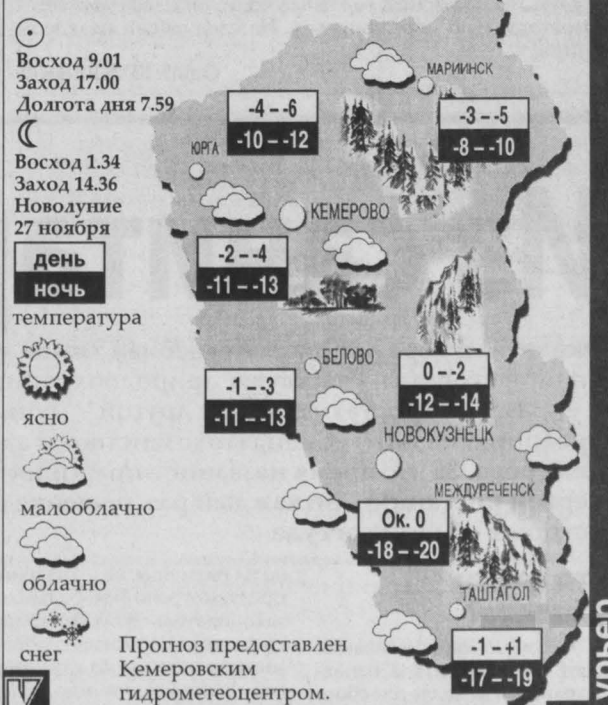 Восход 9.01
Заход 17.00
Долгота дня 7.59
Восход 1.34
Заход 14.36
Новолуние
27 ноября
день
ночь
температура
ясно
малооблачно
облачно
МАРИИНСК
-4 – -6
-10 – -12
-3 – -5
-8 – -10
ЮРГА
КЕМЕРОВО
-2 – -4
-11 – -13
БЕЛОВО
-1 – -3
-11 – -13
0 – -2
-12 – -14
НОВОКУЗНЕЦК
МЕЖДУРЕЧЕНСК
Ок. 0
-18 – -20
ТАШТАГОЛ
-1 – +1
-17 – -19
Прогноз предоставлен
Кемеровским
гидрометеоцентром.